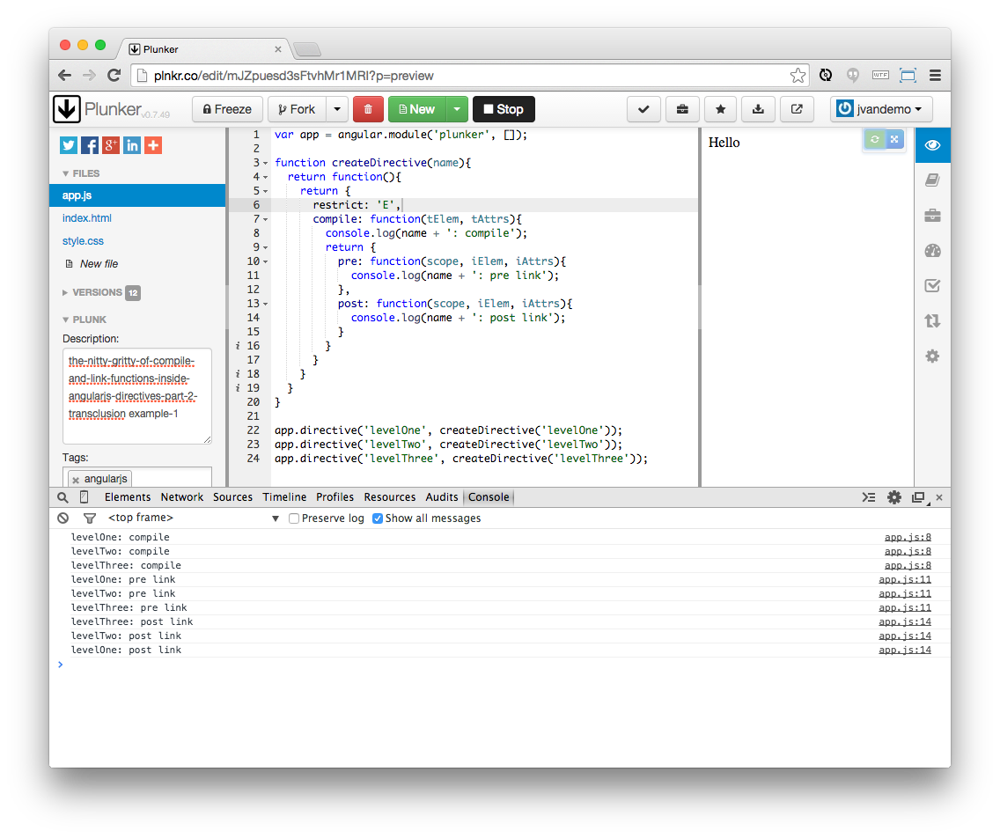 Plunker
plnkr.co/edit/mJZpuesd3sFtvhMr1MRI?p=preview
WTF
Plunker v0.7.49
Freeze
Fork
New
Stop
jvandemo
FILES
app.js
index.html
style.css
New file
VERSIONS 12
PLUNK
Description:
the-nitty-gritty-of-compile-
and-link-functions-inside-
angularjs-directives-part-2-
transclusion example-1
Tags:
angularjs
1 var app = angular.module('plunker', []);
2
3 function createDirective(name){
4 return function(){
5 return {
6 restrict: 'E',
7 compile: function(tElem, tAttrs){
8 console.log(name + ': compile');
9 return {
10 pre: function(scope, iElem, iAttrs){
11 console.log(name + ': pre link');
12 },
13 post: function(scope, iElem, iAttrs){
14 console.log(name + ': post link');
15 }
i 16 }
17 }
i 18 }
i 19 }
20 }
21
22 app.directive('levelOne', createDirective('levelOne'));
23 app.directive('levelTwo', createDirective('levelTwo'));
24 app.directive('levelThree', createDirective('levelThree'));
Hello
Elements Network Sources Timeline Profiles Resources Audits Console
<top frame> Preserve log Show all messages
levelOne: compile app.js:8
levelTwo: compile app.js:8
levelThree: compile app.js:8
levelOne: pre link app.js:11
levelTwo: pre link app.js:11
levelThree: pre link app.js:11
levelThree: post link app.js:14
levelTwo: post link app.js:14
levelOne: post link app.js:14